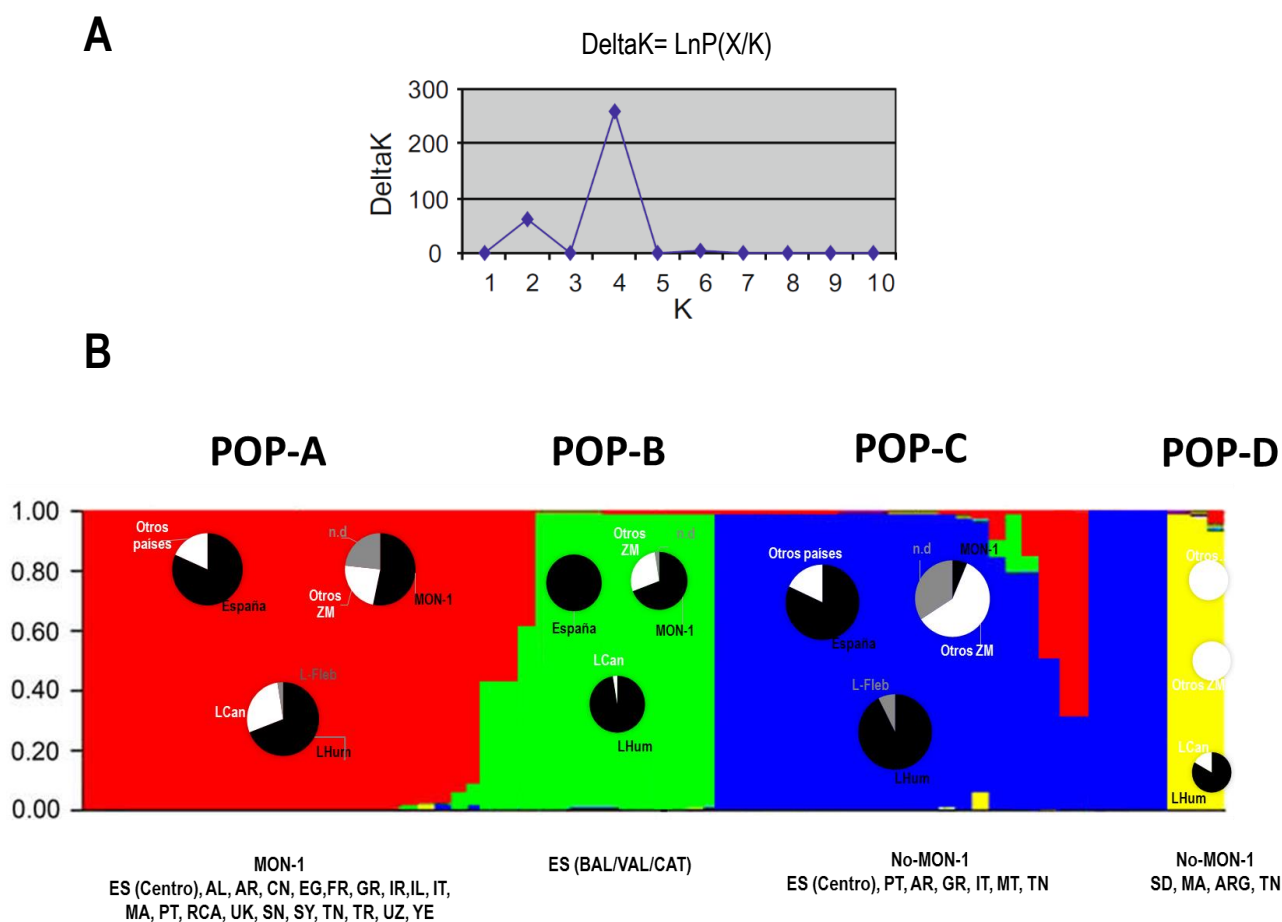 A
DeltaK= LnP(X/K)
300
200
100
0
DeltaK
1 2 3 4 5 6 7 8 9 10
K
B
POP-A
POP-B
POP-C
POP-D
1.00
0.80
0.60
0.40
0.20
0.00
Otros
paises
España
n.d
Otros
ZM
MON-1
L-Fleb
LCan
LHum
España
Otros
ZM
n.d
MON-1
LCan
LHum
Otros paises
España
n.d
MON-1
Otros ZM
L-Fleb
LHum
Otros
Otros ZM
LCan
LHum
MON-1
ES (Centro), AL, AR, CN, EG,FR, GR, IR,IL, IT,
MA, PT, RCA, UK, SN, SY, TN, TR, UZ, YE
ES (BAL/VAL/CAT)
No-MON-1
ES (Centro), PT, AR, GR, IT, MT, TN
No-MON-1
SD, MA, ARG, TN